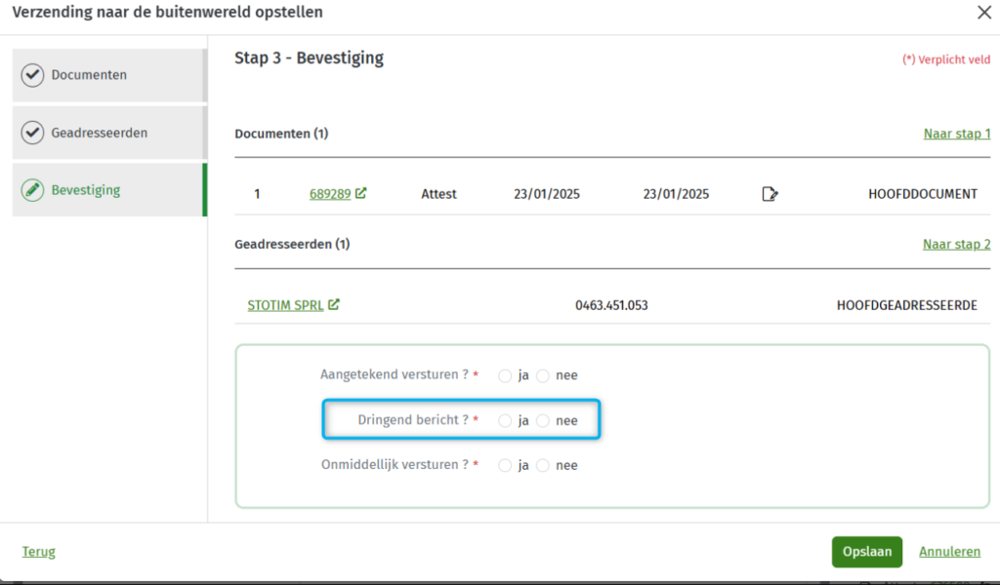 Verzending naar de buitenwereld opstellen
Documenten
Geadresseerden
Bevestiging
Stap 3 - Bevestiging
(*) Verplicht veld
Documenten (1)
Naar stap 1
1 689289 Attest 23/01/2025 23/01/2025 HOOFDDOCUMENT
Geadresseerden (1)
Naar stap 2
STOTIM SPRL 0463.451.053 HOOFDGEADRESSEERDE
Aangetekend versturen ? * ja nee
Dringend bericht ? * ja nee
Onmiddellijk versturen ? * ja nee
Terug
Opslaan
Annuleren